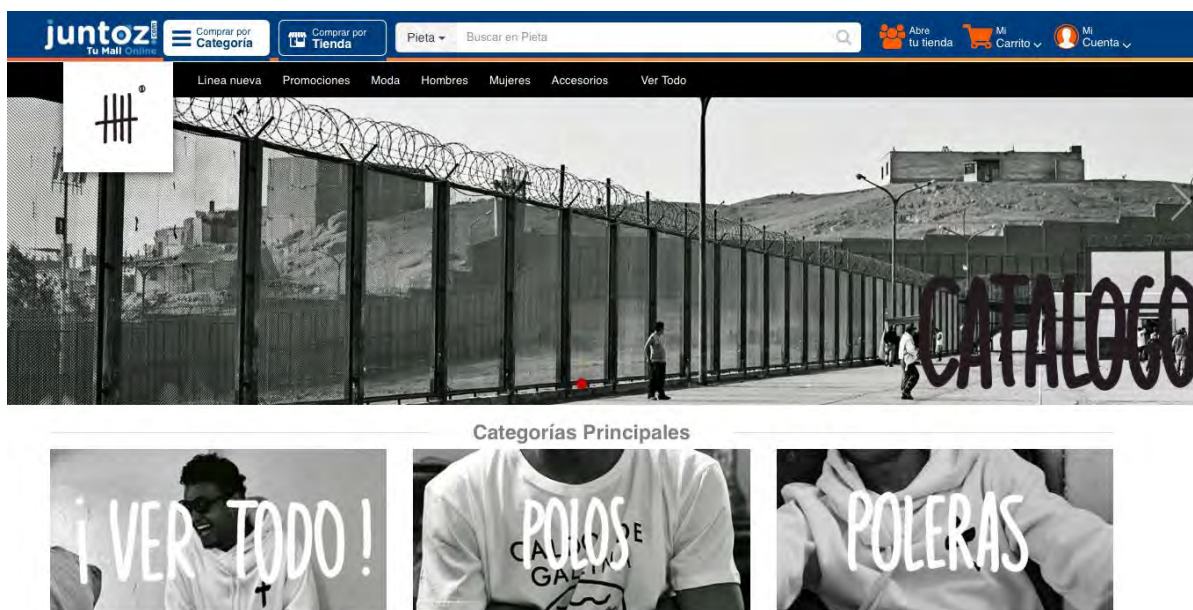 juntoz.com
Tu Mall Online
Comprar por
Categoría
Comprar por
Tienda
Pieta
Buscar en Pieta
Abre
tu tienda
Mi
Carrito
Mi
Cuenta
Linea nueva Promociones Moda Hombres Mujeres Accesorios Ver Todo
CATALOGO
Categorías Principales
¡VER TODO!
POLOS
POLERAS